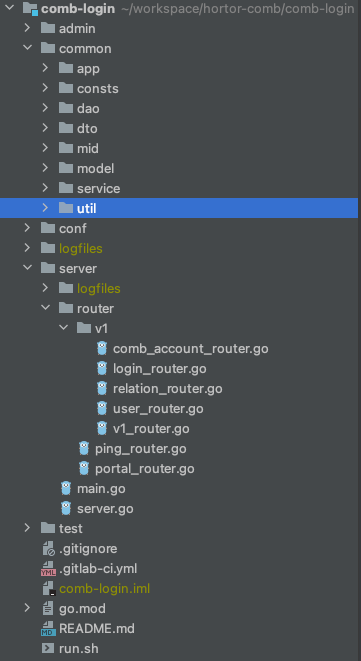 comb-login ~/workspace/hortor-comb/comb-login
admin
common
app
consts
dao
dto
mid
model
service
util
conf
logfiles
server
logfiles
router
v1
comb_account_router.go
login_router.go
relation_router.go
user_router.go
v1_router.go
ping_router.go
portal_router.go
main.go
server.go
test
.gitignore
YML .gitlab-ci.yml
comb-login.iml
go.mod
MD README.md
run.sh